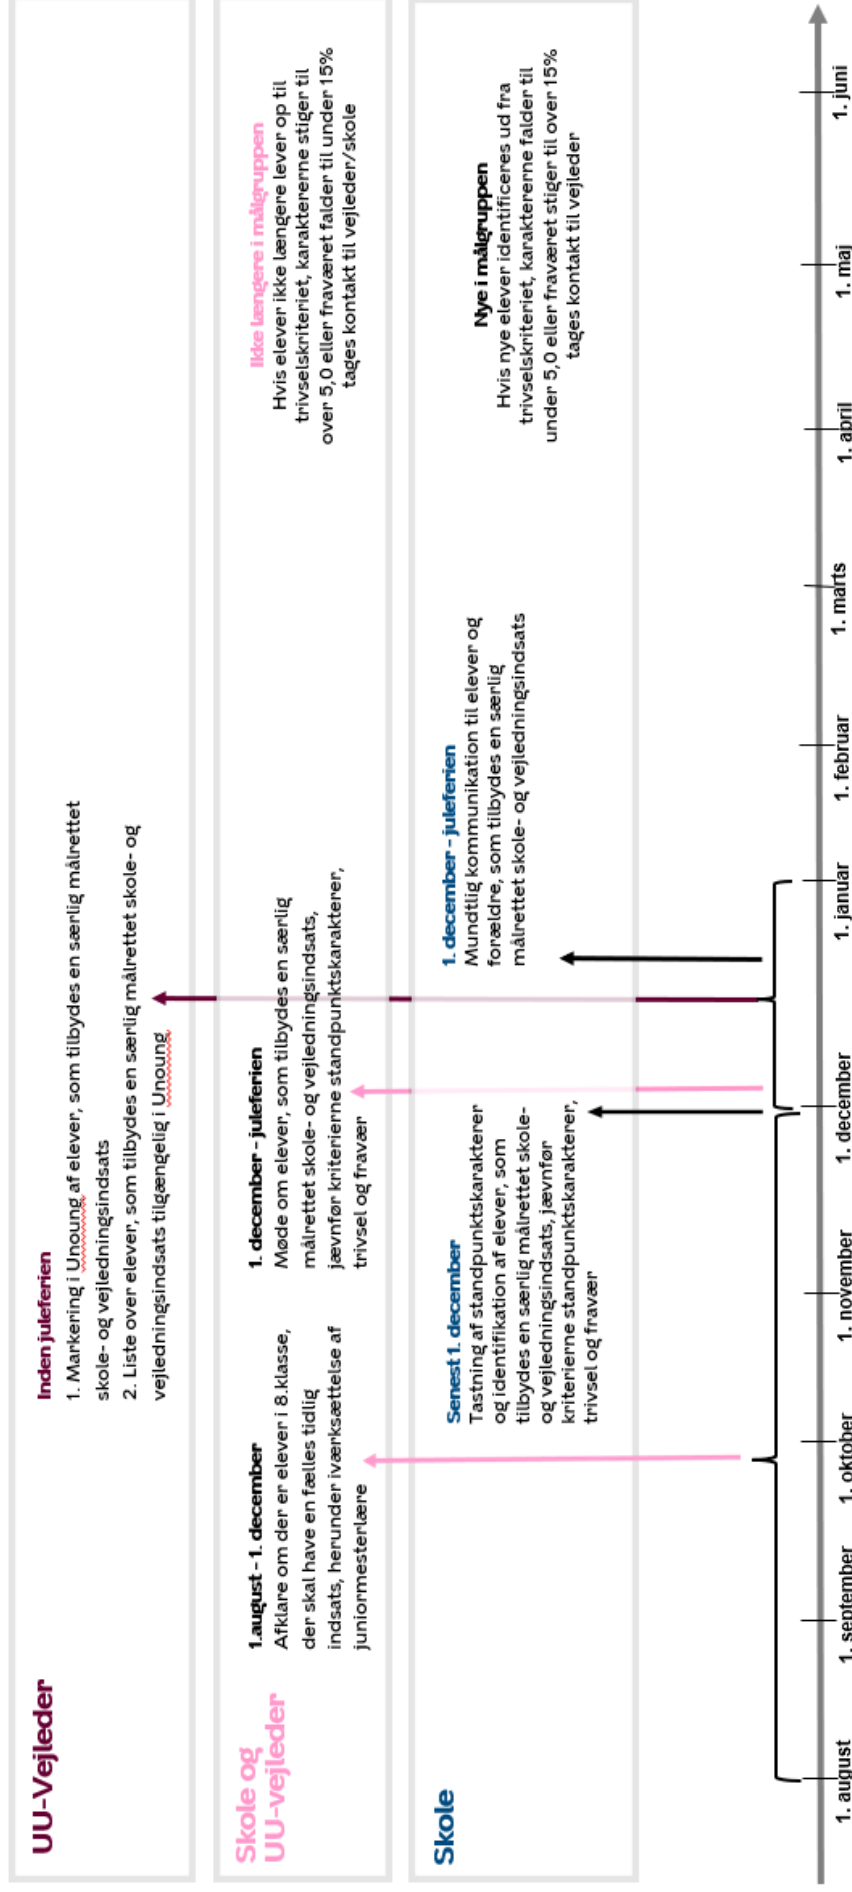 UU-Vejleder
Inden juleferien
1. Markering i Unoung af elever, som tilbydes en særlig målrettet
skole- og vejledningsindsats
2. Liste over elever, som tilbydes en særlig målrettet skole- og
vejledningsindsats tilgængelig i Unoung
Skole og
UU-vejleder
1.august - 1. december
Afklare om der er elever i 8.klasse,
der skal have en fælles tidlig
indsats, herunder iværksættelse af
juniormesterlære
1. december - juleferien
Møde om elever, som tilbydes en særlig
målrettet skole- og vejledningsindsats,
jævnfør kriterierne standpunktskarakterer,
trivsel og fravær
Ikke længere i målgruppen
Hvis elever ikke længere lever op til
trivselskriteriet, karaktererne stiger til
over 5,0 eller fraværet falder til under 15%
tages kontakt til vejleder/skole
Skole
Senest 1. december
Tastning af standpunktskarakterer
og identifikation af elever, som
tilbydes en særlig målrettet skole-
og vejledningsindsats, jævnfør
kriterierne standpunktskarakterer,
trivsel og fravær
1. december - juleferien
Mundtlig kommunikation til elever og
forældre, som tilbydes en særlig
målrettet skole- og vejledningsindsats
Nye i målgruppen
Hvis nye elever identificeres ud fra
trivselskriteriet, karaktererne falder til
under 5,0 eller fraværet stiger til over 15%
tages kontakt til vejleder
1. august
1. september
1. oktober
1. november
1. december
1. januar
1. februar
1. marts
1. april
1. maj
1. juni